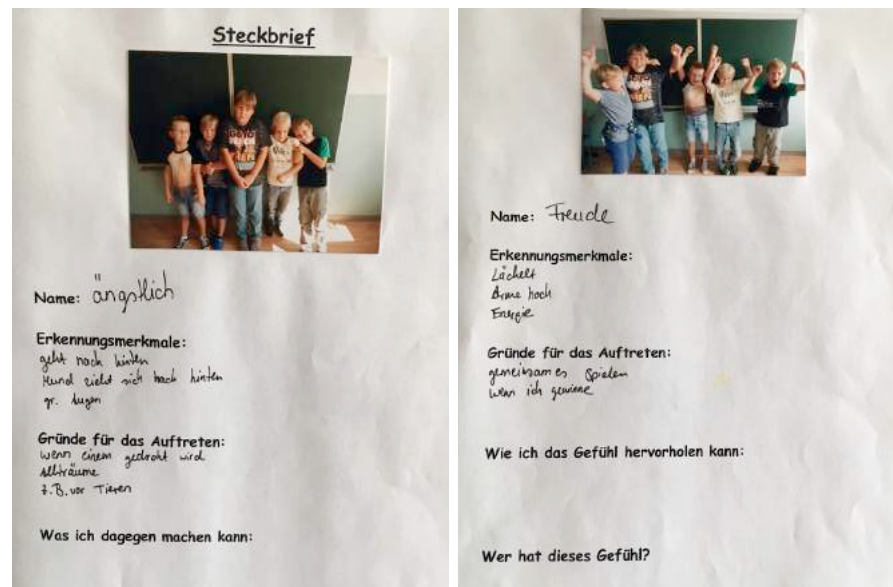 Steckbrief
Name: ängstlich
Erkennungsmerkmale:
geht nach hinten
Mund zieht sich nach hinten
gr. Augen
Gründe für das Auftreten:
wenn einem gedroht wird
Albträume
z.B. vor Tieren
Was ich dagegen machen kann:
Name: Freude
Erkennungsmerkmale:
Lächelt
Arme hoch
Energie
Gründe für das Auftreten:
gemeinsames Spielen
wenn ich gewinne
Wie ich das Gefühl hervorholen kann:
Wer hat dieses Gefühl?